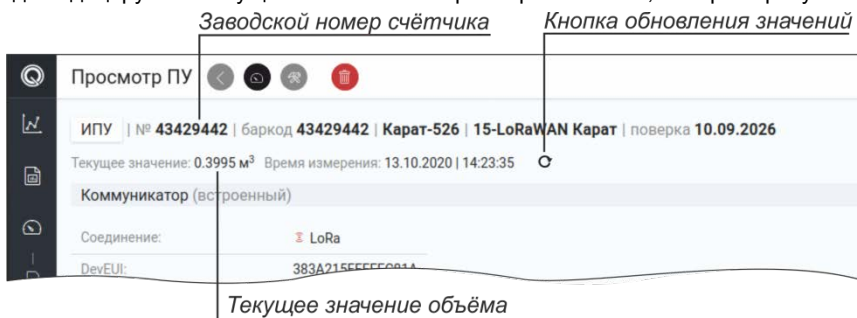 Заводской номер счётчика
Кнопка обновления значений
Просмотр ПУ
ИПУ | № 43429442 | баркод 43429442 | Карат-526 | 15-LoRaWAN Карат | поверка 10.09.2026
Текущее значение: 0.3995 м³ Время измерения: 13.10.2020 | 14:23:35
Коммуникатор (встроенный)
Соединение: LoRa
DevEUI:
Текущее значение объёма